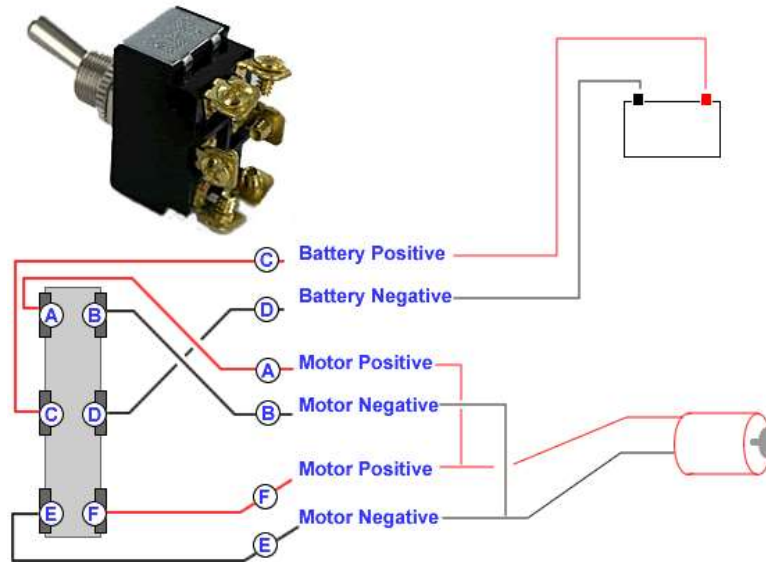 C Battery Positive
D Battery Negative
A B
A Motor Positive
C D
B Motor Negative
F Motor Positive
E F
E Motor Negative